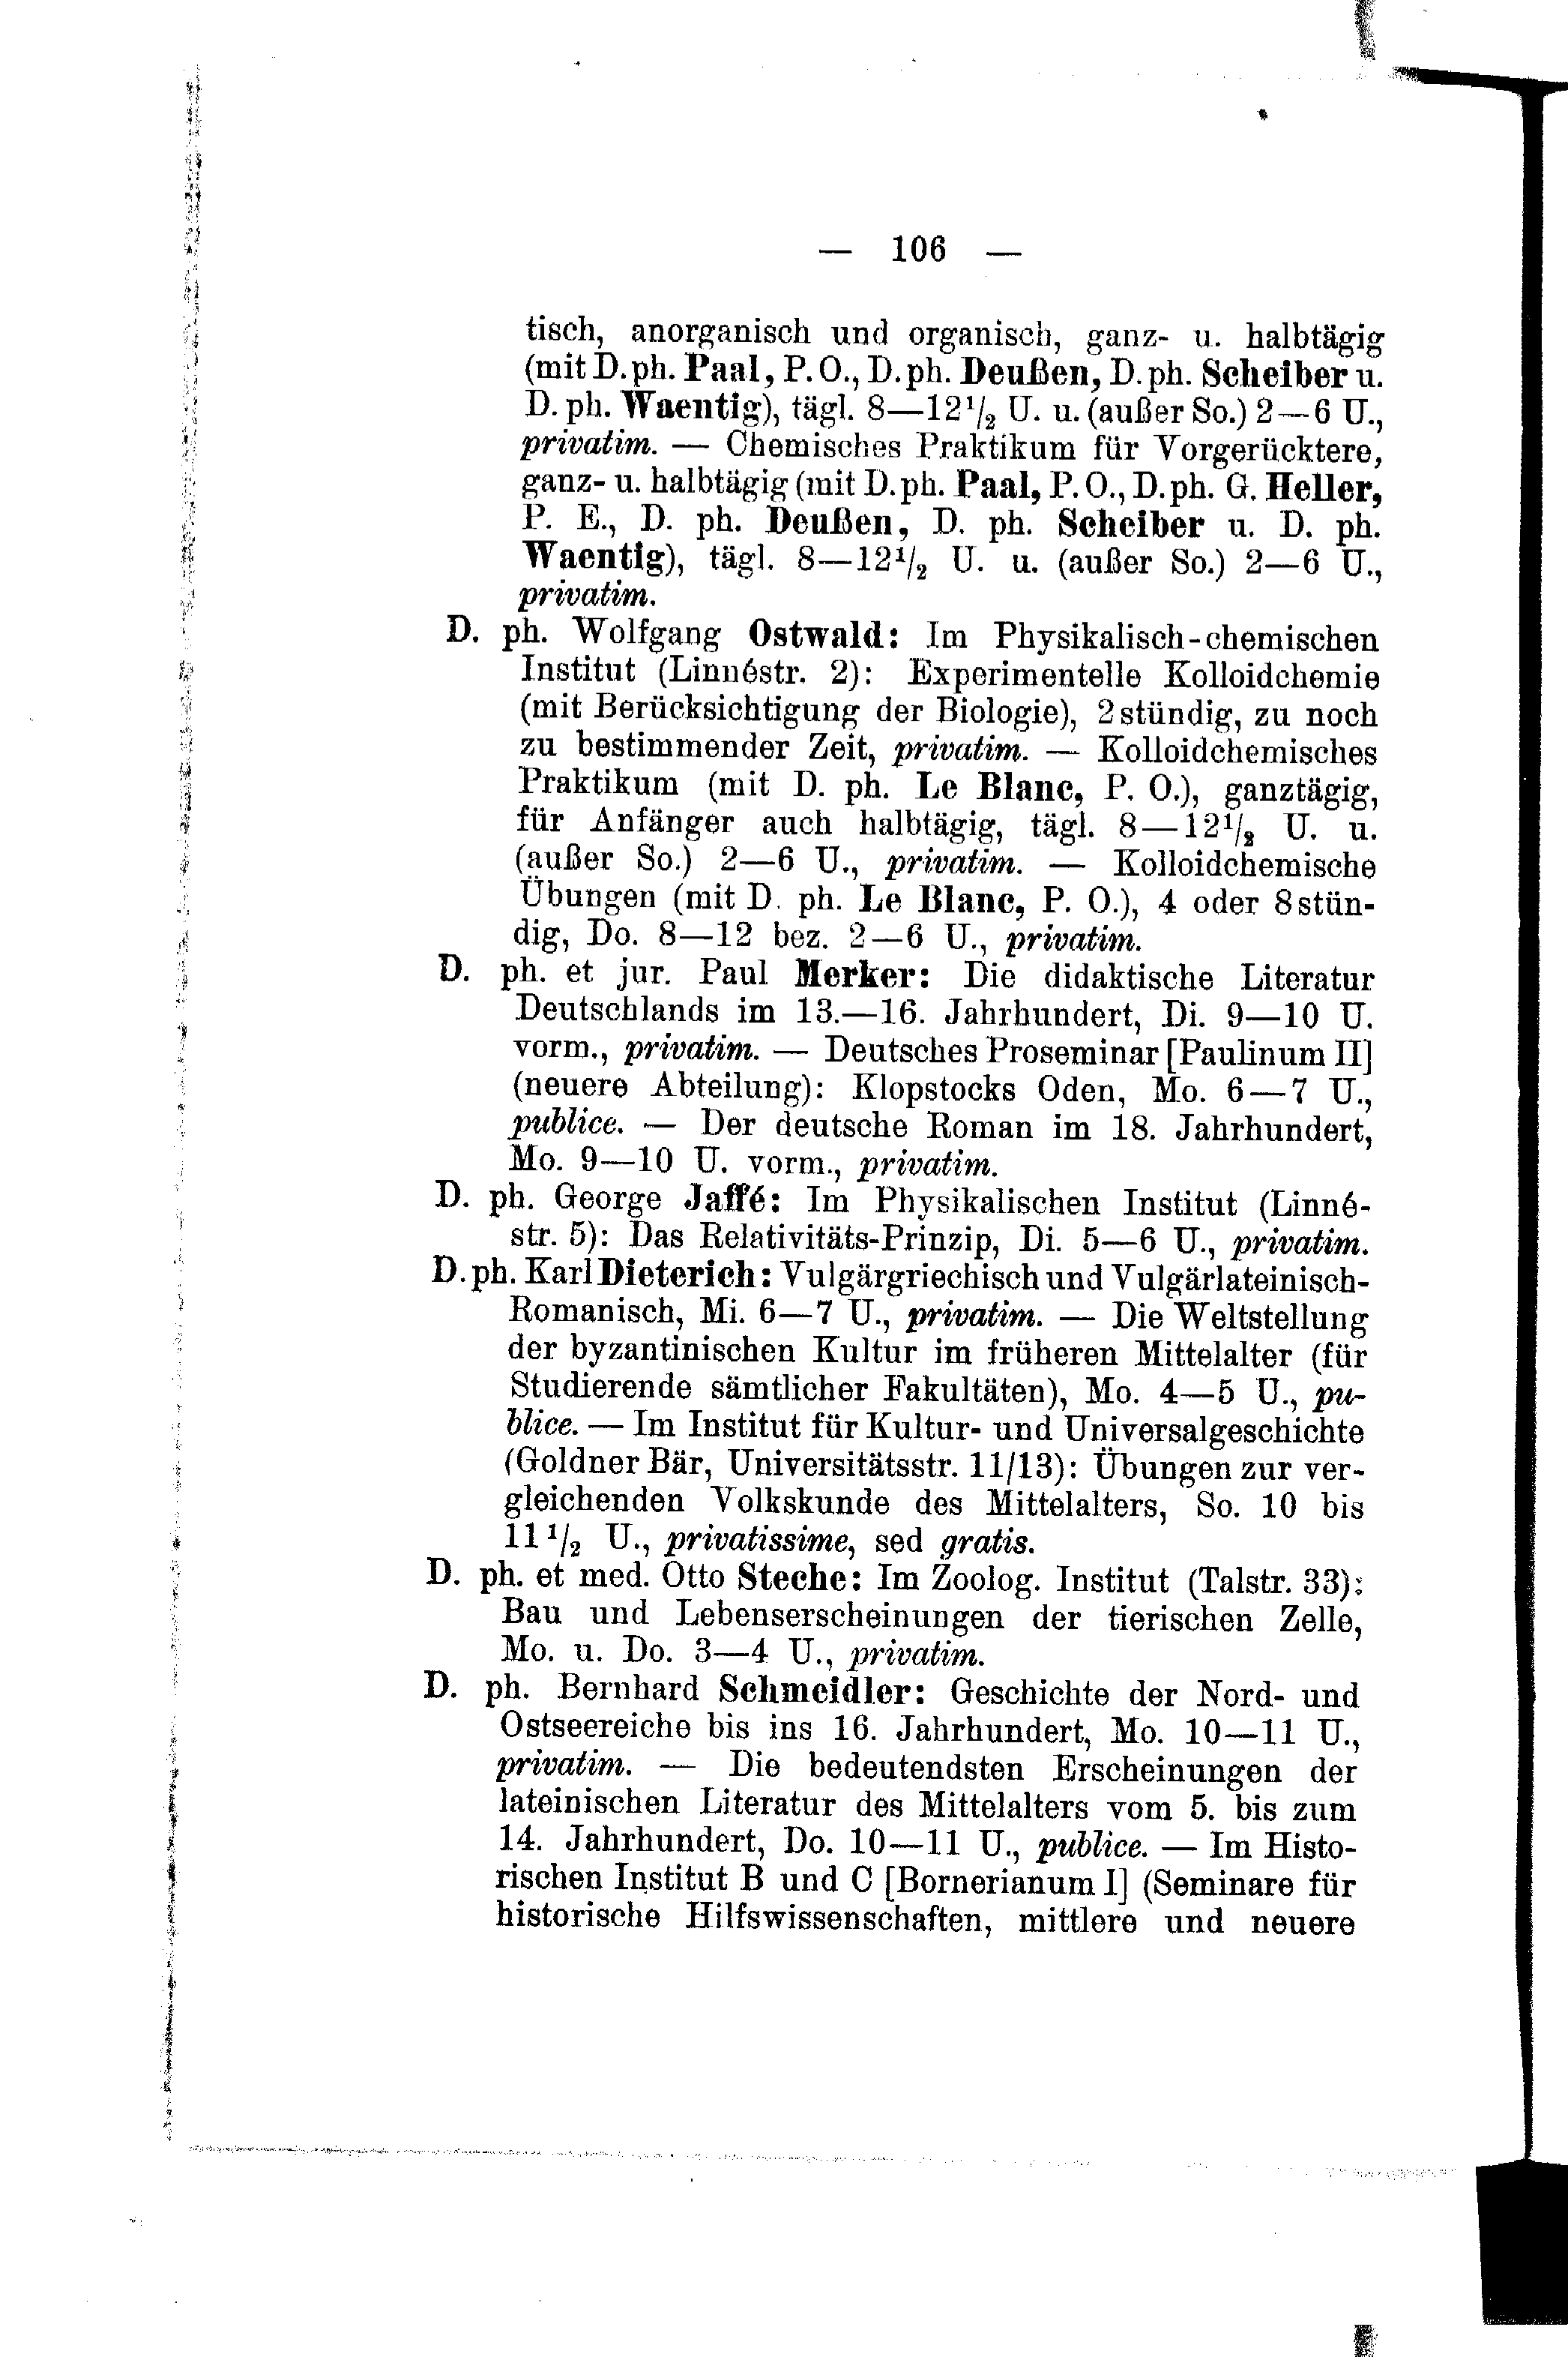 — 106 —
tisch, anorganisch und organisch, ganz- u. halbtägig
(mit D. ph. Paal, P. O., D. ph. Deußen, D. ph. Scheiber u.
D. ph. Waentig), tägl. 8—12 1/2 U. u. (außer So.) 2—6 U.,
privatim. — Chemisches Praktikum für Vorgerücktere,
ganz- u. halbtägig (mit D. ph. Paal, P. O., D. ph. G. Heller,
P. E., D. ph. Deußen, D. ph. Scheiber u. D. ph.
Waentig), tägl. 8—12 1/2 U. u. (außer So.) 2—6 U.,
privatim.
D. ph. Wolfgang Ostwald: Im Physikalisch-chemischen
Institut (Linnéstr. 2): Experimentelle Kolloidchemie
(mit Berücksichtigung der Biologie), 2stündig, zu noch
zu bestimmender Zeit, privatim. — Kolloidchemisches
Praktikum (mit D. ph. Le Blanc, P. O.), ganztägig,
für Anfänger auch halbtägig, tägl. 8—12 1/2 U. u.
(außer So.) 2—6 U., privatim. — Kolloidchemische
Übungen (mit D. ph. Le Blanc, P. O.), 4 oder 8stün-
dig, Do. 8—12 bez. 2—6 U., privatim.
D. ph. et jur. Paul Merker: Die didaktische Literatur
Deutschlands im 13.—16. Jahrhundert, Di. 9—10 U.
vorm., privatim. — Deutsches Proseminar [Paulinum II]
(neuere Abteilung): Klopstocks Oden, Mo. 6—7 U.,
publice. — Der deutsche Roman im 18. Jahrhundert,
Mo. 9—10 U. vorm., privatim.
D. ph. George Jaffé: Im Physikalischen Institut (Linné-
str. 5): Das Relativitäts-Prinzip, Di. 5—6 U., privatim.
D. ph. Karl Dieterich: Vulgärgriechisch und Vulgärlateinisch-
Romanisch, Mi. 6—7 U., privatim. — Die Weltstellung
der byzantinischen Kultur im früheren Mittelalter (für
Studierende sämtlicher Fakultäten), Mo. 4—5 U., pu-
blice. — Im Institut für Kultur- und Universalgeschichte
(Goldner Bär, Universitätsstr. 11/13): Übungen zur ver-
gleichenden Volkskunde des Mittelalters, So. 10 bis
11 1/2 U., privatissime, sed gratis.
D. ph. et med. Otto Steche: Im Zoolog. Institut (Talstr. 33):
Bau und Lebenserscheinungen der tierischen Zelle,
Mo. u. Do. 3—4 U., privatim.
D. ph. Bernhard Schmeidler: Geschichte der Nord- und
Ostseereiche bis ins 16. Jahrhundert, Mo. 10—11 U.,
privatim. — Die bedeutendsten Erscheinungen der
lateinischen Literatur des Mittelalters vom 5. bis zum
14. Jahrhundert, Do. 10—11 U., publice. — Im Histo-
rischen Institut B und C [Bornerianum I] (Seminare für
historische Hilfswissenschaften, mittlere und neuere